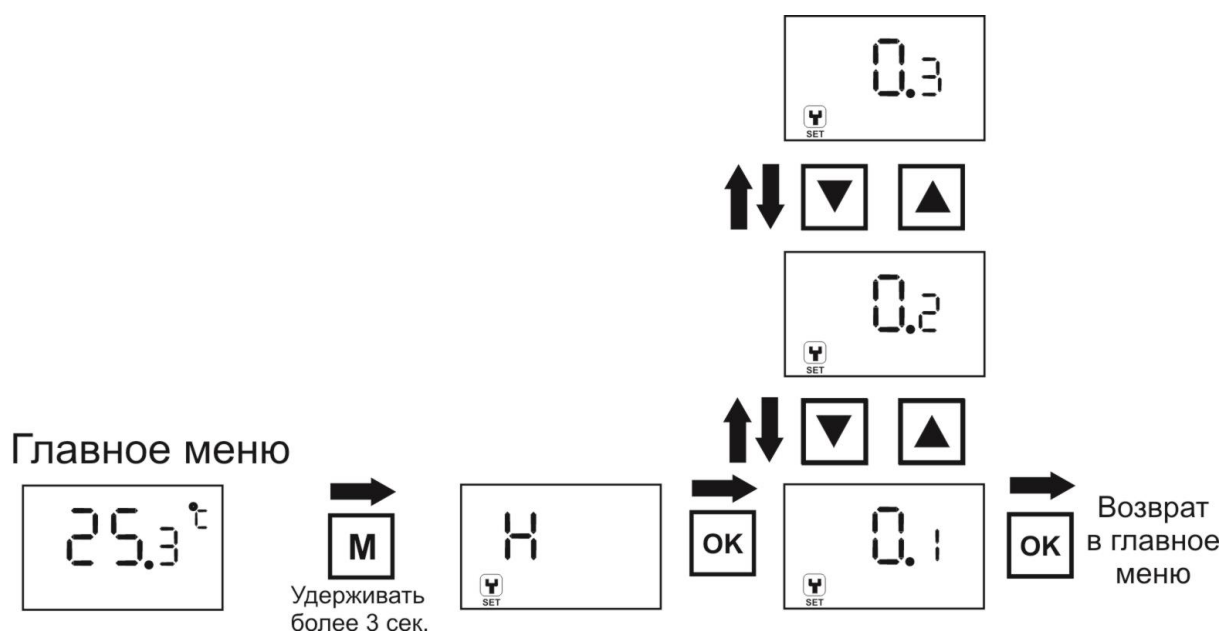 0.3
SET
0.2
SET
Главное меню
25.3 °C
M
Удерживать
более 3 сек.
H
SET
OK
0.1
SET
OK
Возврат
в главное
меню